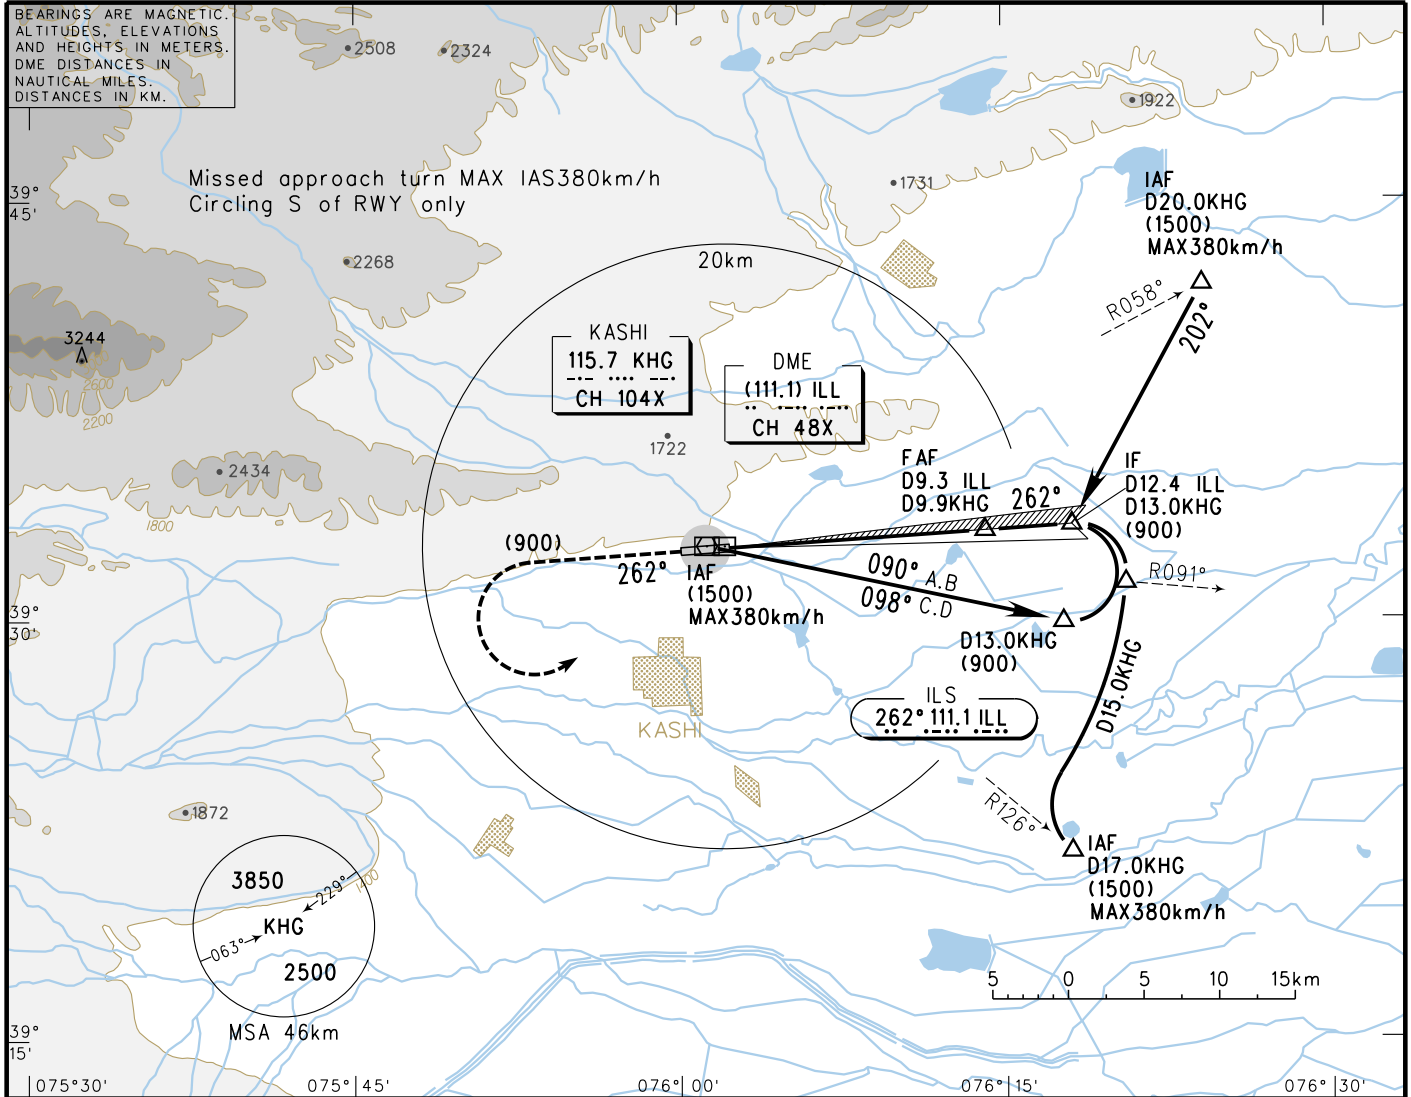 BEARINGS ARE MAGNETIC.
ALTITUDES, ELEVATIONS
AND HEIGHTS IN METERS.
DME DISTANCES IN
NAUTICAL MILES.
DISTANCES IN KM.
2508
2324
1922
Missed approach turn MAX IAS380km/h
Circling S of RWY only
1731
39°
45'
IAF
D20.0KHG
(1500)
MAX380km/h
2268
20km
R058°
202°
3244
2600
2200
KASHI
115.7 KHG
CH 104X
DME
(111.1) ILL
CH 48X
1722
2434
1800
FAF
D9.3 ILL
D9.9KHG
262°
IF
D12.4 ILL
D13.0KHG
(900)
(900)
262°
IAF
(1500)
MAX380km/h
090° A.B
098° C.D
R091°
39°
30'
D13.0KHG
(900)
D15.0KHG
ILS
262° 111.1 ILL
KASHI
R126°
1872
IAF
D17.0KHG
(1500)
MAX380km/h
3850
229°
1400
KHG
063°
2500
MSA 46km
5 0 5 10 15km
39°
15'
075°30' 075°45' 076°00' 076°15' 076°30'